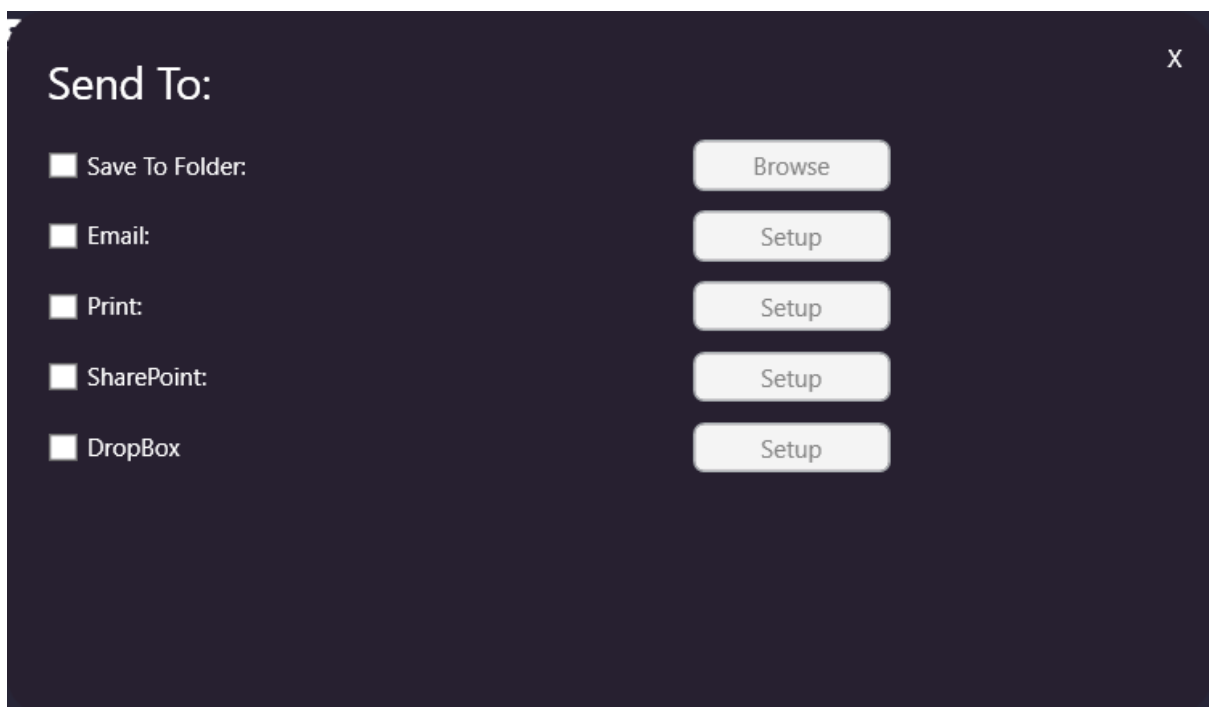 X
Send To:
Save To Folder: Browse
Email: Setup
Print: Setup
SharePoint: Setup
DropBox Setup